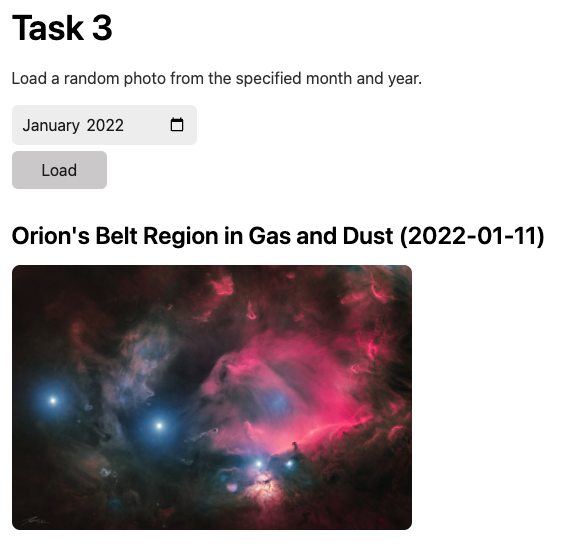 Task 3
Load a random photo from the specified month and year.
January 2022
Load
Orion's Belt Region in Gas and Dust (2022-01-11)